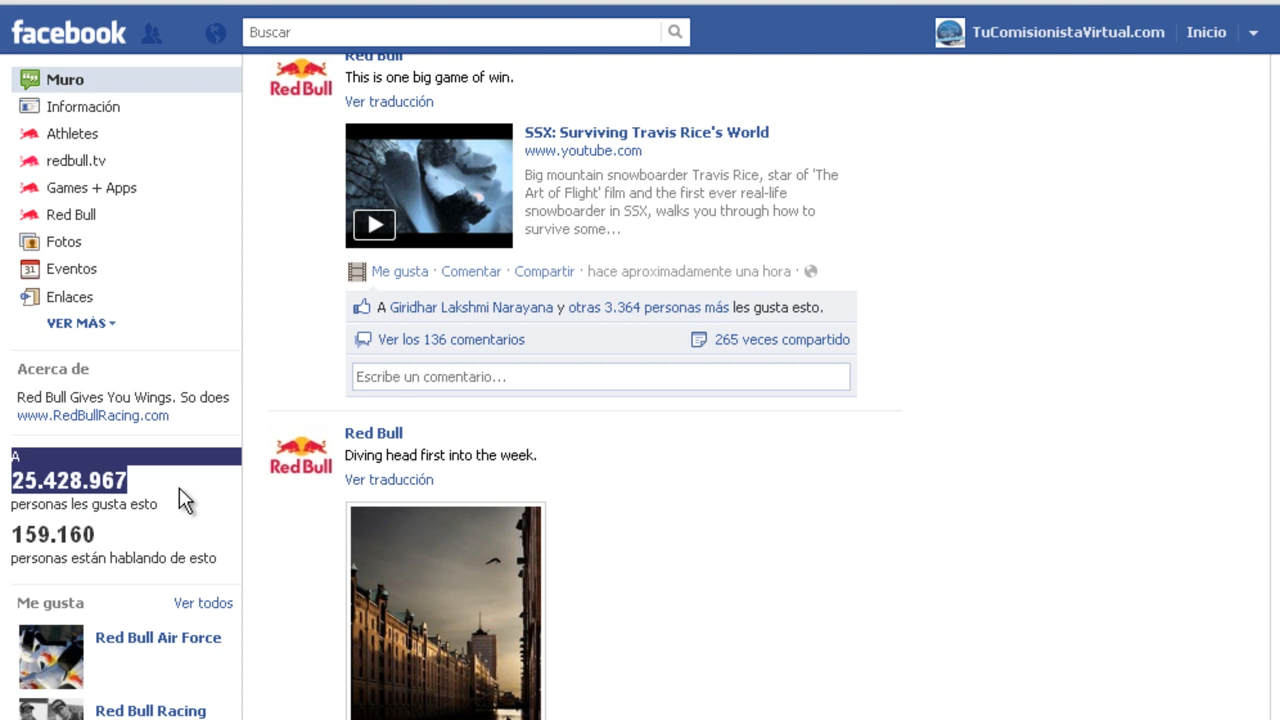 facebook
Buscar
TuComisionistaVirtual.com
Inicio
Muro
Información
Athletes
redbull.tv
Games + Apps
Red Bull
Fotos
Eventos
Enlaces
VER MÁS
Acerca de
Red Bull Gives You Wings. So does
www.RedBullRacing.com
A
25.428.967
personas les gusta esto
159.160
personas están hablando de esto
Me gusta
Ver todos
Red Bull Air Force
Red Bull Racing
Red Bull
Red Bull
This is one big game of win.
Ver traducción
SSX: Surviving Travis Rice's World
www.youtube.com
Big mountain snowboarder Travis Rice, star of 'The
Art of Flight' film and the first ever real-life
snowboarder in SSX, walks you through how to
survive some...
Me gusta · Comentar · Compartir · hace aproximadamente una hora ·
A Giridhar Lakshmi Narayana y otras 3.364 personas más les gusta esto.
Ver los 136 comentarios
265 veces compartido
Escribe un comentario...
Red Bull
Red Bull
Diving head first into the week.
Ver traducción